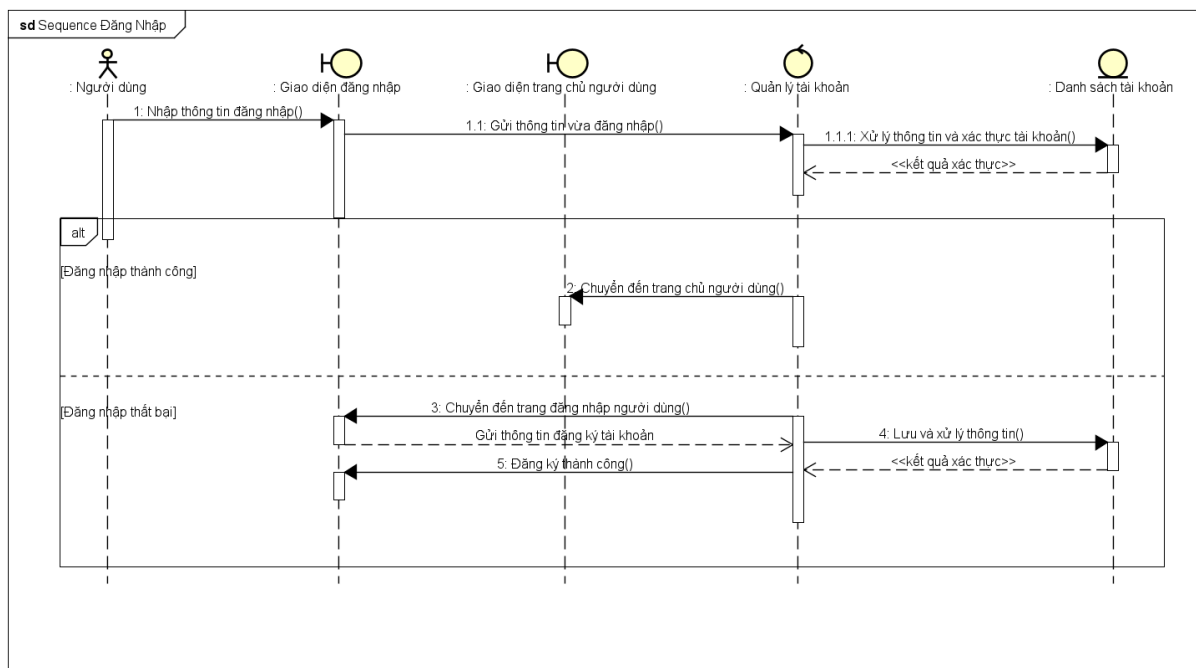 sd Sequence Đăng Nhập
: Người dùng
: Giao diện đăng nhập
: Giao diện trang chủ người dùng
: Quản lý tài khoản
: Danh sách tài khoản
1: Nhập thông tin đăng nhập()
1.1: Gửi thông tin vừa đăng nhập()
1.1.1: Xử lý thông tin và xác thực tài khoản()
<<kết quả xác thực>>
alt
[Đăng nhập thành công]
2: Chuyển đến trang chủ người dùng()
[Đăng nhập thất bại]
3: Chuyển đến trang đăng nhập người dùng()
Gửi thông tin đăng ký tài khoản
4: Lưu và xử lý thông tin()
<<kết quả xác thực>>
5: Đăng ký thành công()